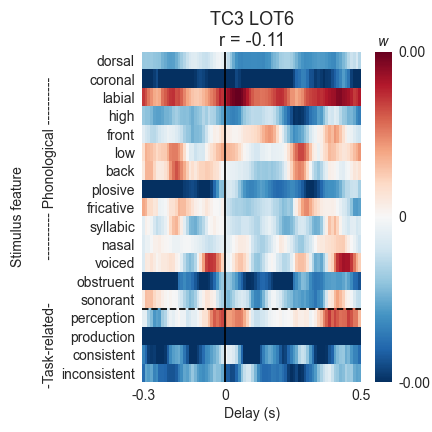 TC3 LOT6
r = -0.11
w
dorsal
coronal
labial
high
front
low
back
plosive
fricative
syllabic
nasal
voiced
obstruent
sonorant
perception
production
consistent
inconsistent
Stimulus feature
-Task-related- ---------- Phonological ----------
0.00
0
-0.00
-0.3 0 0.5
Delay (s)